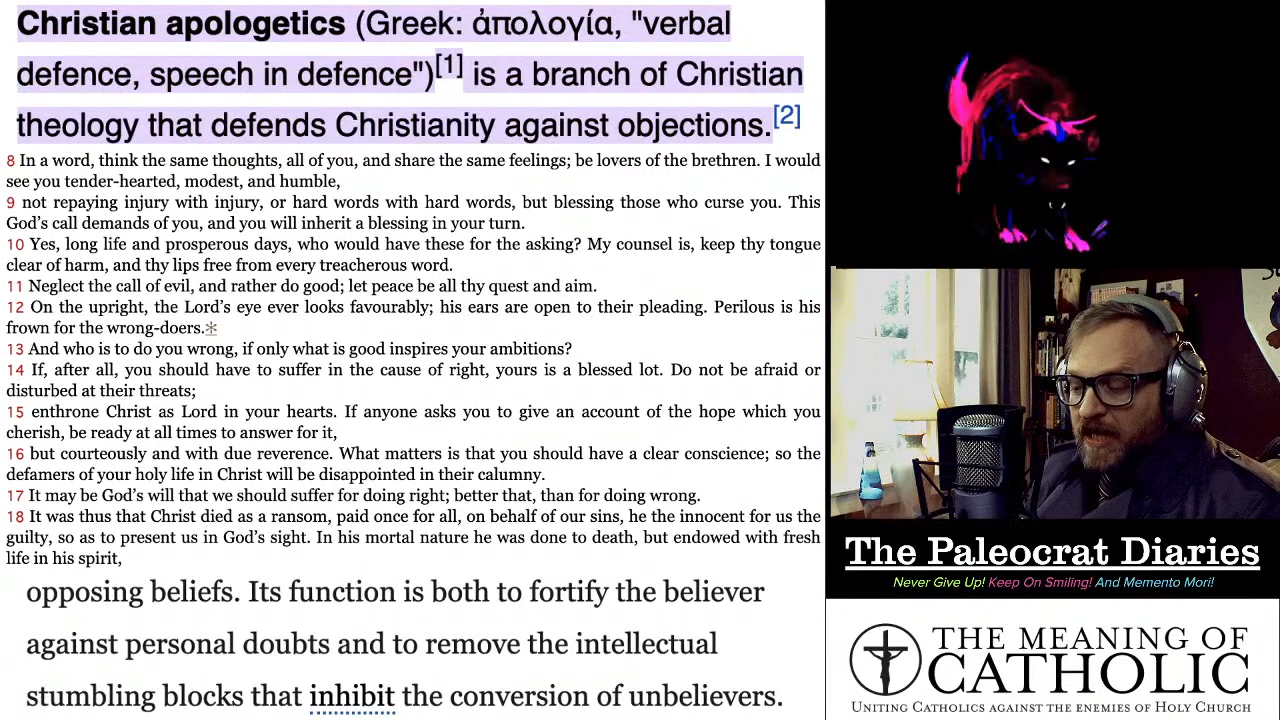 Christian apologetics (Greek: ἀπολογία, "verbal
defence, speech in defence")[1] is a branch of Christian
theology that defends Christianity against objections.[2]
8 In a word, think the same thoughts, all of you, and share the same feelings; be lovers of the brethren. I would
see you tender-hearted, modest, and humble,
9 not repaying injury with injury, or hard words with hard words, but blessing those who curse you. This
God’s call demands of you, and you will inherit a blessing in your turn.
10 Yes, long life and prosperous days, who would have these for the asking? My counsel is, keep thy tongue
clear of harm, and thy lips free from every treacherous word.
11 Neglect the call of evil, and rather do good; let peace be all thy quest and aim.
12 On the upright, the Lord’s eye ever looks favourably; his ears are open to their pleading. Perilous is his
frown for the wrong-doers.*
13 And who is to do you wrong, if only what is good inspires your ambitions?
14 If, after all, you should have to suffer in the cause of right, yours is a blessed lot. Do not be afraid or
disturbed at their threats;
15 enthrone Christ as Lord in your hearts. If anyone asks you to give an account of the hope which you
cherish, be ready at all times to answer for it,
16 but courteously and with due reverence. What matters is that you should have a clear conscience; so the
defamers of your holy life in Christ will be disappointed in their calumny.
17 It may be God’s will that we should suffer for doing right; better that, than for doing wrong.
18 It was thus that Christ died as a ransom, paid once for all, on behalf of our sins, he the innocent for us the
guilty, so as to present us in God’s sight. In his mortal nature he was done to death, but endowed with fresh
life in his spirit,
opposing beliefs. Its function is both to fortify the believer
against personal doubts and to remove the intellectual
stumbling blocks that inhibit the conversion of unbelievers.
The Paleocrat Diaries
Never Give Up! Keep On Smiling! And Memento Mori!
THE MEANING OF
CATHOLIC
UNITING CATHOLICS AGAINST THE ENEMIES OF HOLY CHURCH